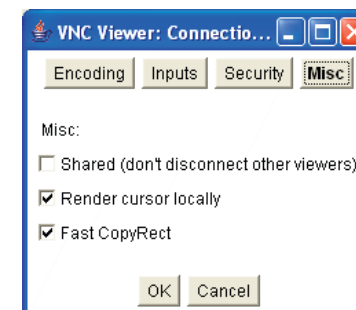 VNC Viewer: Connectio...
Encoding Inputs Security Misc
Misc:
Shared (don't disconnect other viewers)
Render cursor locally
Fast CopyRect
OK Cancel